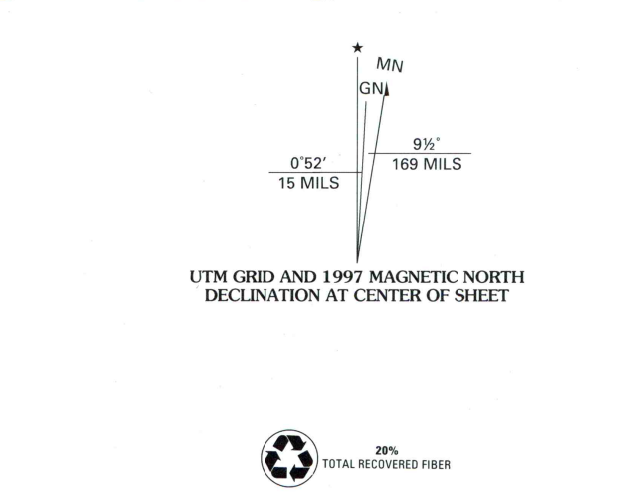 ★
MN
GN
9½°
169 MILS
0°52′
15 MILS
UTM GRID AND 1997 MAGNETIC NORTH
DECLINATION AT CENTER OF SHEET
20%
TOTAL RECOVERED FIBER